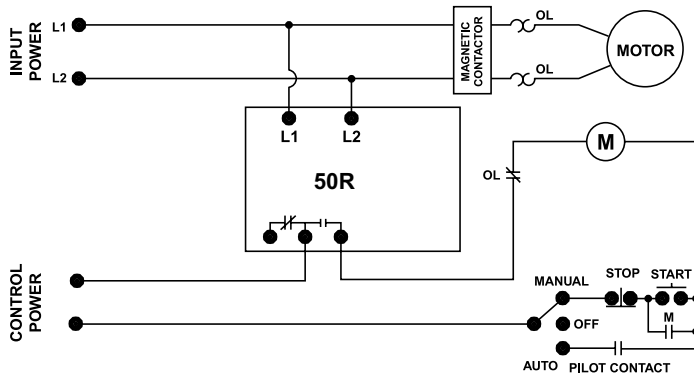 INPUT
POWER
L1
L2
MAGNETIC
CONTACTOR
OL
OL
MOTOR
L1
L2
50R
OL
M
CONTROL
POWER
MANUAL
OFF
AUTO
STOP
START
M
PILOT CONTACT